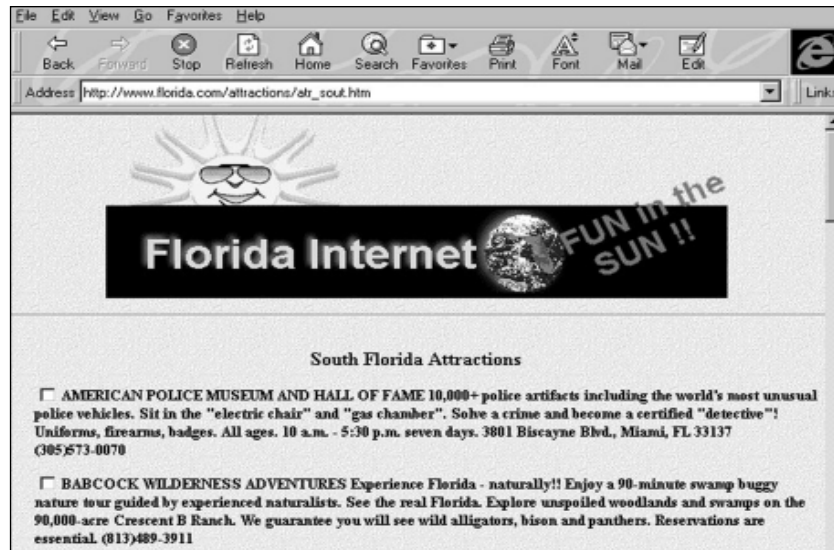 File Edit View Go Favorites Help
Back Forward Stop Refresh Home Search Favorites Print Font Mail Edit
Address http://www.florida.com/attractions/atr_sout.htm Links
Florida Internet
FUN in the
SUN !!
South Florida Attractions
AMERICAN POLICE MUSEUM AND HALL OF FAME 10,000+ police artifacts including the world's most unusual
police vehicles. Sit in the "electric chair" and "gas chamber". Solve a crime and become a certified "detective"!
Uniforms, firearms, badges. All ages. 10 a.m. - 5:30 p.m. seven days. 3801 Biscayne Blvd., Miami, FL 33137
(305)573-0070
BABCOCK WILDERNESS ADVENTURES Experience Florida - naturally!! Enjoy a 90-minute swamp buggy
nature tour guided by experienced naturalists. See the real Florida. Explore unspoiled woodlands and swamps on the
90,000-acre Crescent B Ranch. We guarantee you will see wild alligators, bison and panthers. Reservations are
essential. (813)489-3911